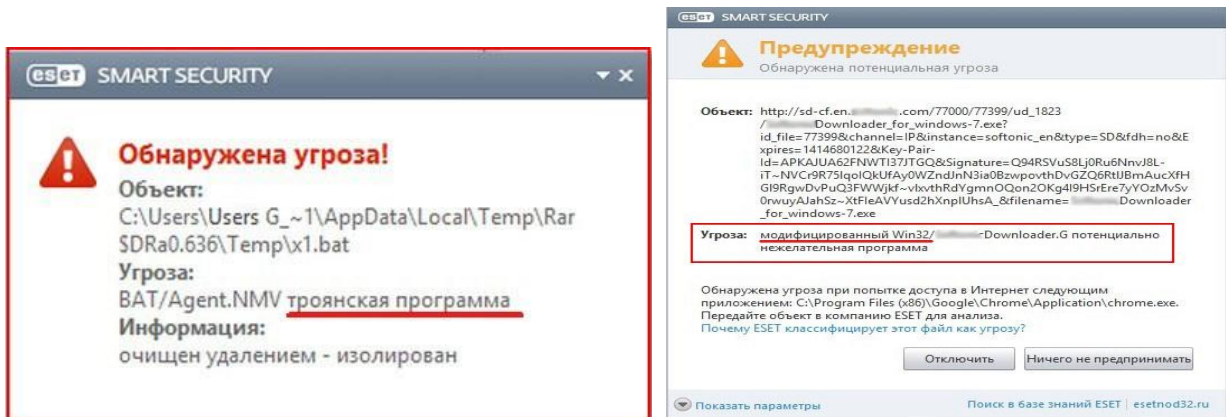 eset SMART SECURITY
Обнаружена угроза!
Объект:
C:\Users\Users G_~1\AppData\Local\Temp\Rar
$DRa0.636\Temp\x1.bat
Угроза:
BAT/Agent.NMV троянская программа
Информация:
очищен удалением - изолирован
eset SMART SECURITY
Предупреждение
Обнаружена потенциальная угроза
Объект: http://sd-cf.en. .com/77000/77399/ud_1823
/ Downloader_for_windows-7.exe?
id_file=77399&channel=IP&instance=softonic_en&type=SD&fdh=no&E
xpires=1414680122&Key-Pair-
Id=APKAJUA62FNWTI37JTGQ&Signature=Q94RSVuS8Lj0Ru6NnvJ8L-
iT~NVCr9R75IqolQkUfAy0WZndJnN3ia0BzwpovthDvGZQ6RtIJBmAucXfH
GI9RgwDvPuQ3FWWjkf~vlxvthRdYgmnOQon2OKg4I9HSrEre7yYOzMvSv
0rwuyAJahSz~XtFleAVYusd2hXnpIUhsA_&filename= Downloader
_for_windows-7.exe
Угроза: модифицированный Win32/ Downloader.G потенциально
нежелательная программа
Обнаружена угроза при попытке доступа в Интернет следующим
приложением: C:\Program Files (x86)\Google\Chrome\Application\chrome.exe.
Передайте объект в компанию ESET для анализа.
Почему ESET классифицирует этот файл как угрозу?
Отключить Ничего не предпринимать
Показать параметры Поиск в базе знаний ESET | esetnod32.ru